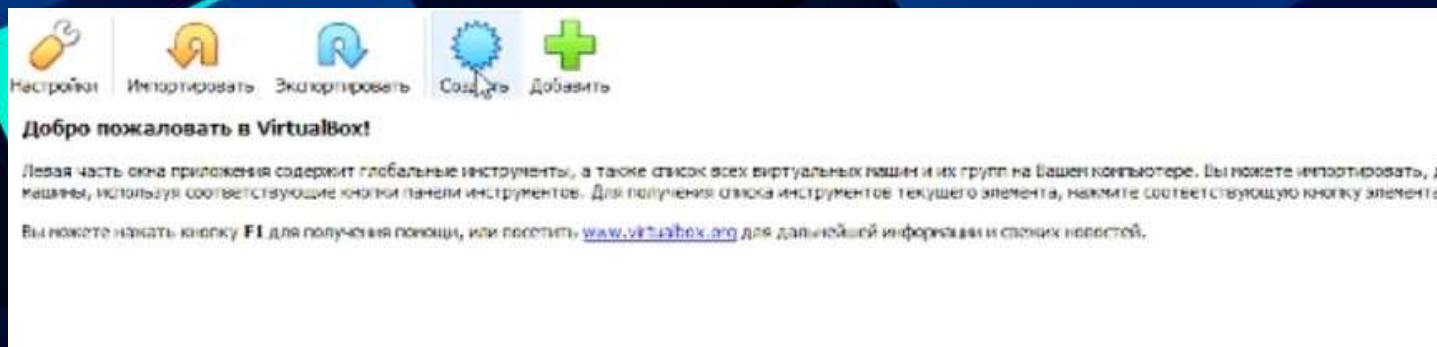 Настройки Импортировать Экспортировать Создать Добавить
Добро пожаловать в VirtualBox!
Левая часть окна приложения содержит глобальные инструменты, а также список всех виртуальных машин и их групп на Вашем компьютере. Вы можете импортировать,
машины, используя соответствующие кнопки панели инструментов. Для получения списка инструментов текущего элемента, нажмите соответствующую кнопку элемента
Вы можете нажать кнопку F1 для получения помощи, или посетить www.virtualbox.org для дальнейшей информации и свежих новостей.